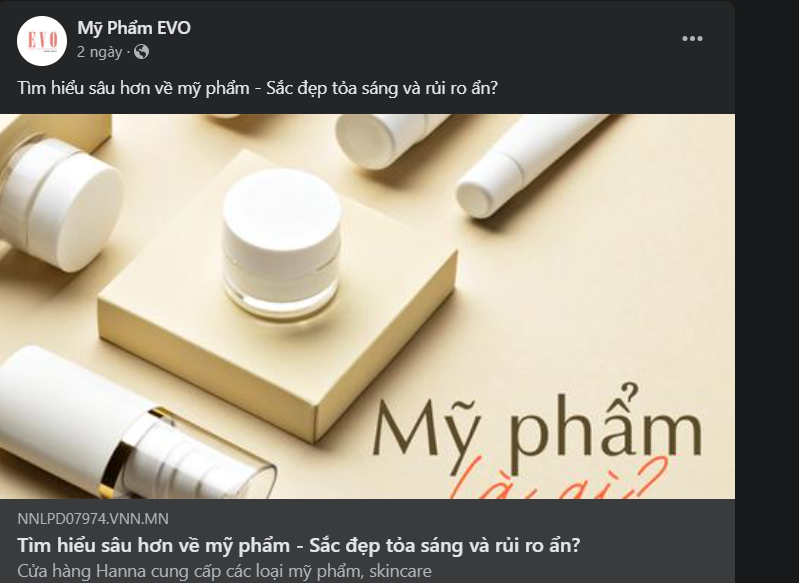 EVO
Mỹ Phẩm EVO
2 ngày ·
Tìm hiểu sâu hơn về mỹ phẩm - Sắc đẹp tỏa sáng và rủi ro ẩn?
Mỹ phẩm
là gì?
NNLPD07974.VNN.MN
Tìm hiểu sâu hơn về mỹ phẩm - Sắc đẹp tỏa sáng và rủi ro ẩn?
Cửa hàng Hanna cung cấp các loại mỹ phẩm, skincare